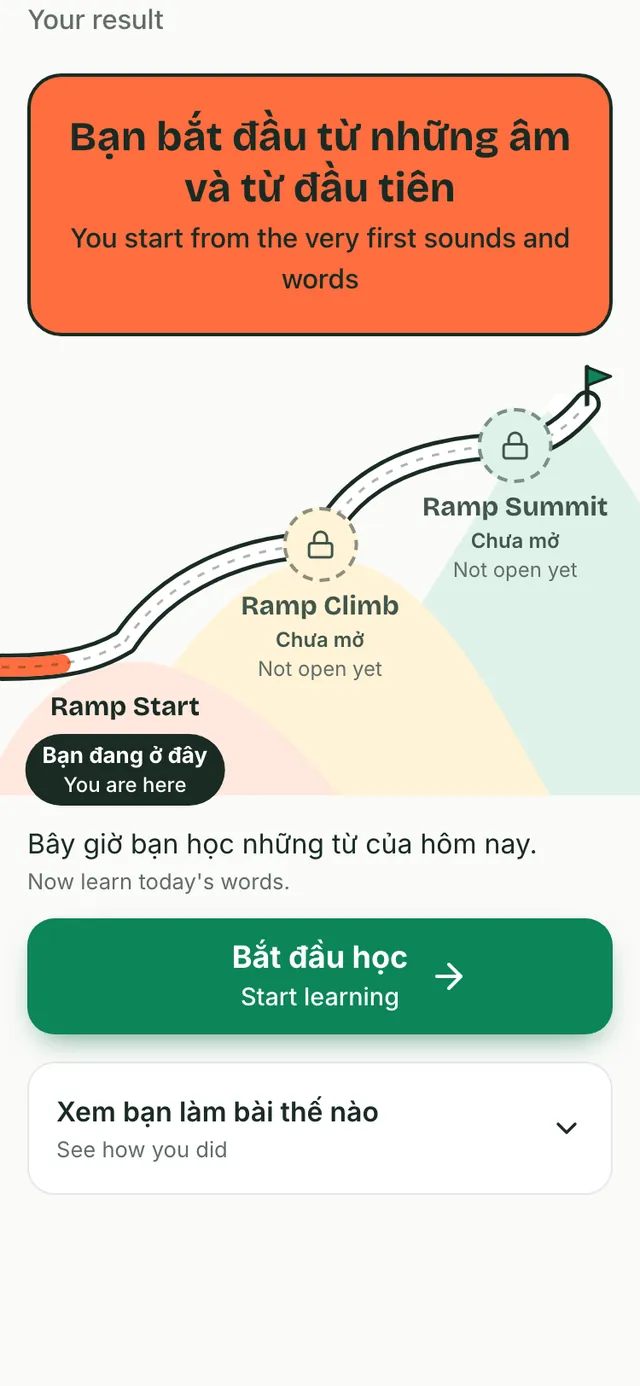 Your result
Bạn bắt đầu từ những âm
và từ đầu tiên
You start from the very first sounds and
words
Ramp Summit
Chưa mở
Not open yet
Ramp Climb
Chưa mở
Not open yet
Ramp Start
Bạn đang ở đây
You are here
Bây giờ bạn học những từ của hôm nay.
Now learn today's words.
Bắt đầu học
Start learning
Xem bạn làm bài thế nào
See how you did